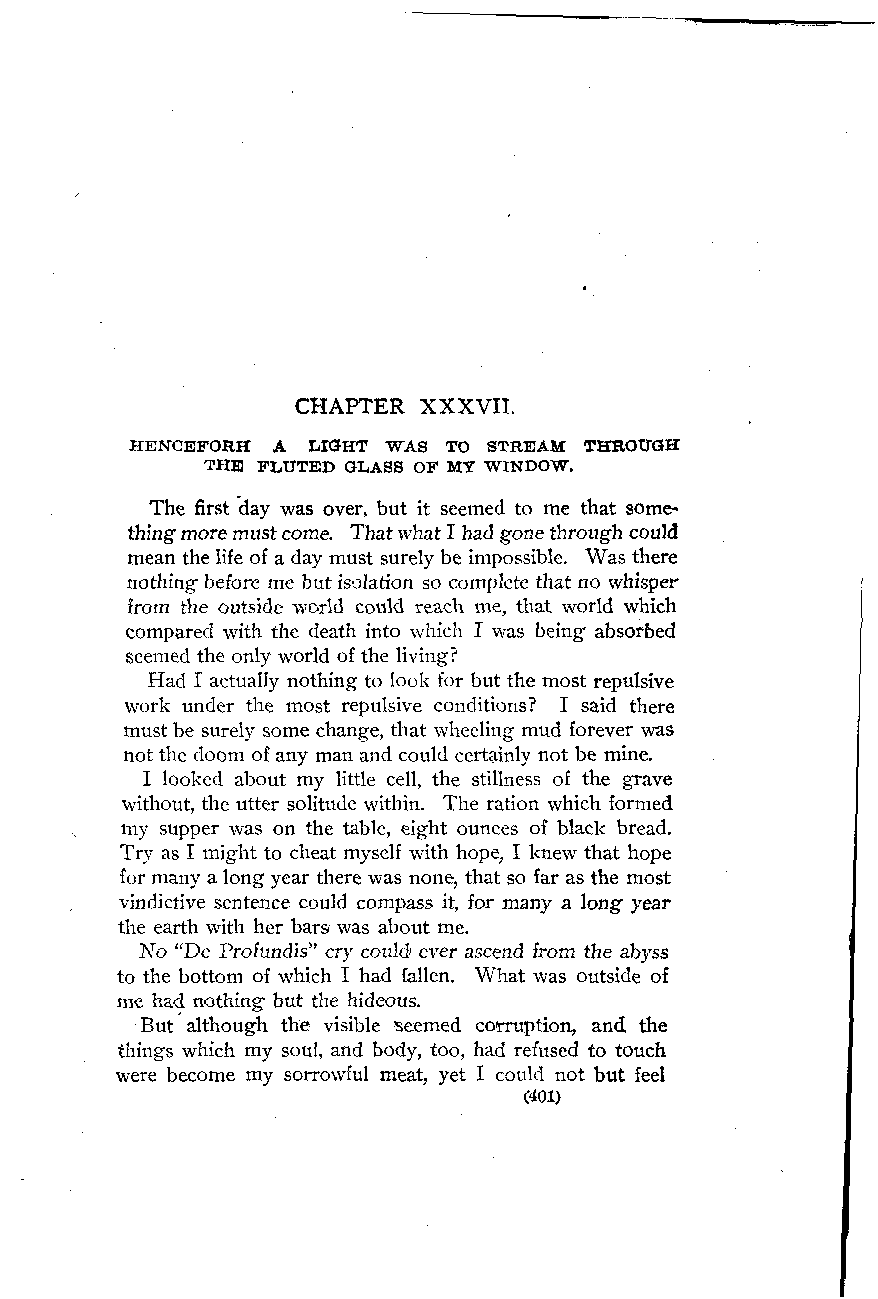 CHAPTER XXXVII.
HENCEFORH A LIGHT WAS TO STREAM THROUGH
THE FLUTED GLASS OF MY WINDOW.
The first day was over, but it seemed to me that some-
thing more must come. That what I had gone through could
mean the life of a day must surely be impossible. Was there
nothing before me but isolation so complete that no whisper
from the outside world could reach me, that world which
compared with the death into which I was being absorbed
seemed the only world of the living?
Had I actually nothing to look for but the most repulsive
work under the most repulsive conditions? I said there
must be surely some change, that wheeling mud forever was
not the doom of any man and could certainly not be mine.
I looked about my little cell, the stillness of the grave
without, the utter solitude within. The ration which formed
my supper was on the table, eight ounces of black bread.
Try as I might to cheat myself with hope, I knew that hope
for many a long year there was none, that so far as the most
vindictive sentence could compass it, for many a long year
the earth with her bars was about me.
No "De Profundis" cry could ever ascend from the abyss
to the bottom of which I had fallen. What was outside of
me had nothing but the hideous.
But although the visible seemed corruption, and the
things which my soul, and body, too, had refused to touch
were become my sorrowful meat, yet I could not but feel
(401)